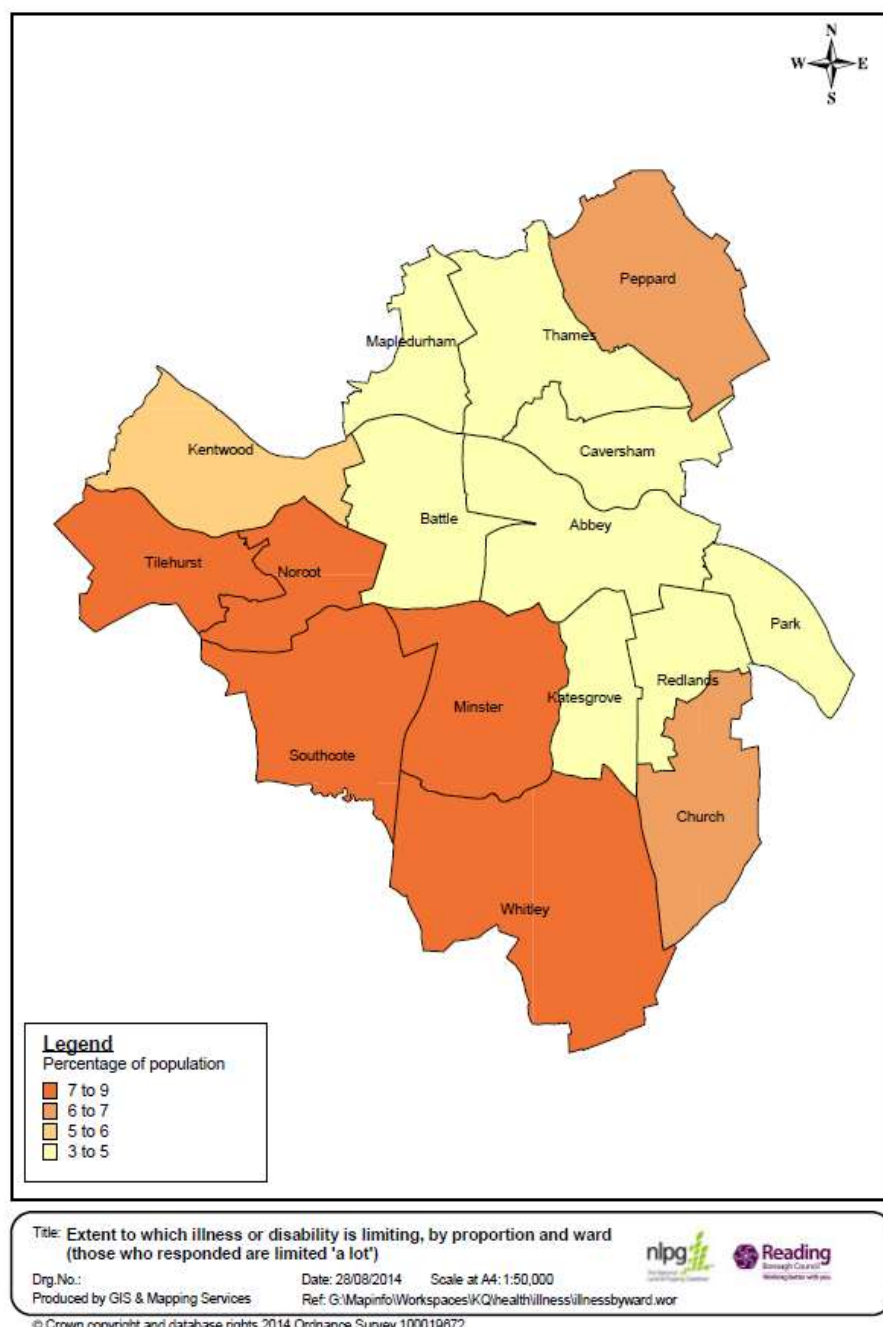 N
W E
S
Peppard
Thames
Mapledurham
Kentwood
Caversham
Battle
Abbey
Tilehurst
Norcot
Park
Redlands
Katesgrove
Minster
Southcote
Church
Whitley
Legend
Percentage of population
7 to 9
6 to 7
5 to 6
3 to 5
Title: Extent to which illness or disability is limiting, by proportion and ward
(those who responded are limited 'a lot')
nlpg
Reading
Borough Council
Working better with you
Drg.No.: Date: 28/08/2014 Scale at A4: 1:50,000
Produced by GIS & Mapping Services Ref: G:\Mapinfo\Workspaces\KQ\health\illness\illnessbyward.wor
© Crown copyright and database rights 2014 Ordnance Survey 100019672